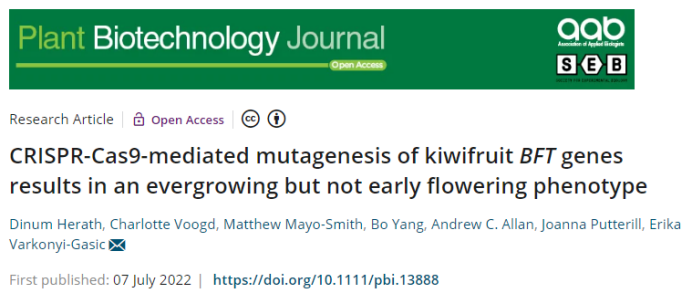 Plant Biotechnology Journal
Open Access
aab
Association of Applied Biologists
S E B
Research Article
Open Access
CRISPR-Cas9-mediated mutagenesis of kiwifruit BFT genes
results in an evergrowing but not early flowering phenotype
Dinum Herath, Charlotte Voogd, Matthew Mayo-Smith, Bo Yang, Andrew C. Allan, Joanna Putterill, Erika
Varkonyi-Gasic
First published: 07 July 2022 | https://doi.org/10.1111/pbi.13888